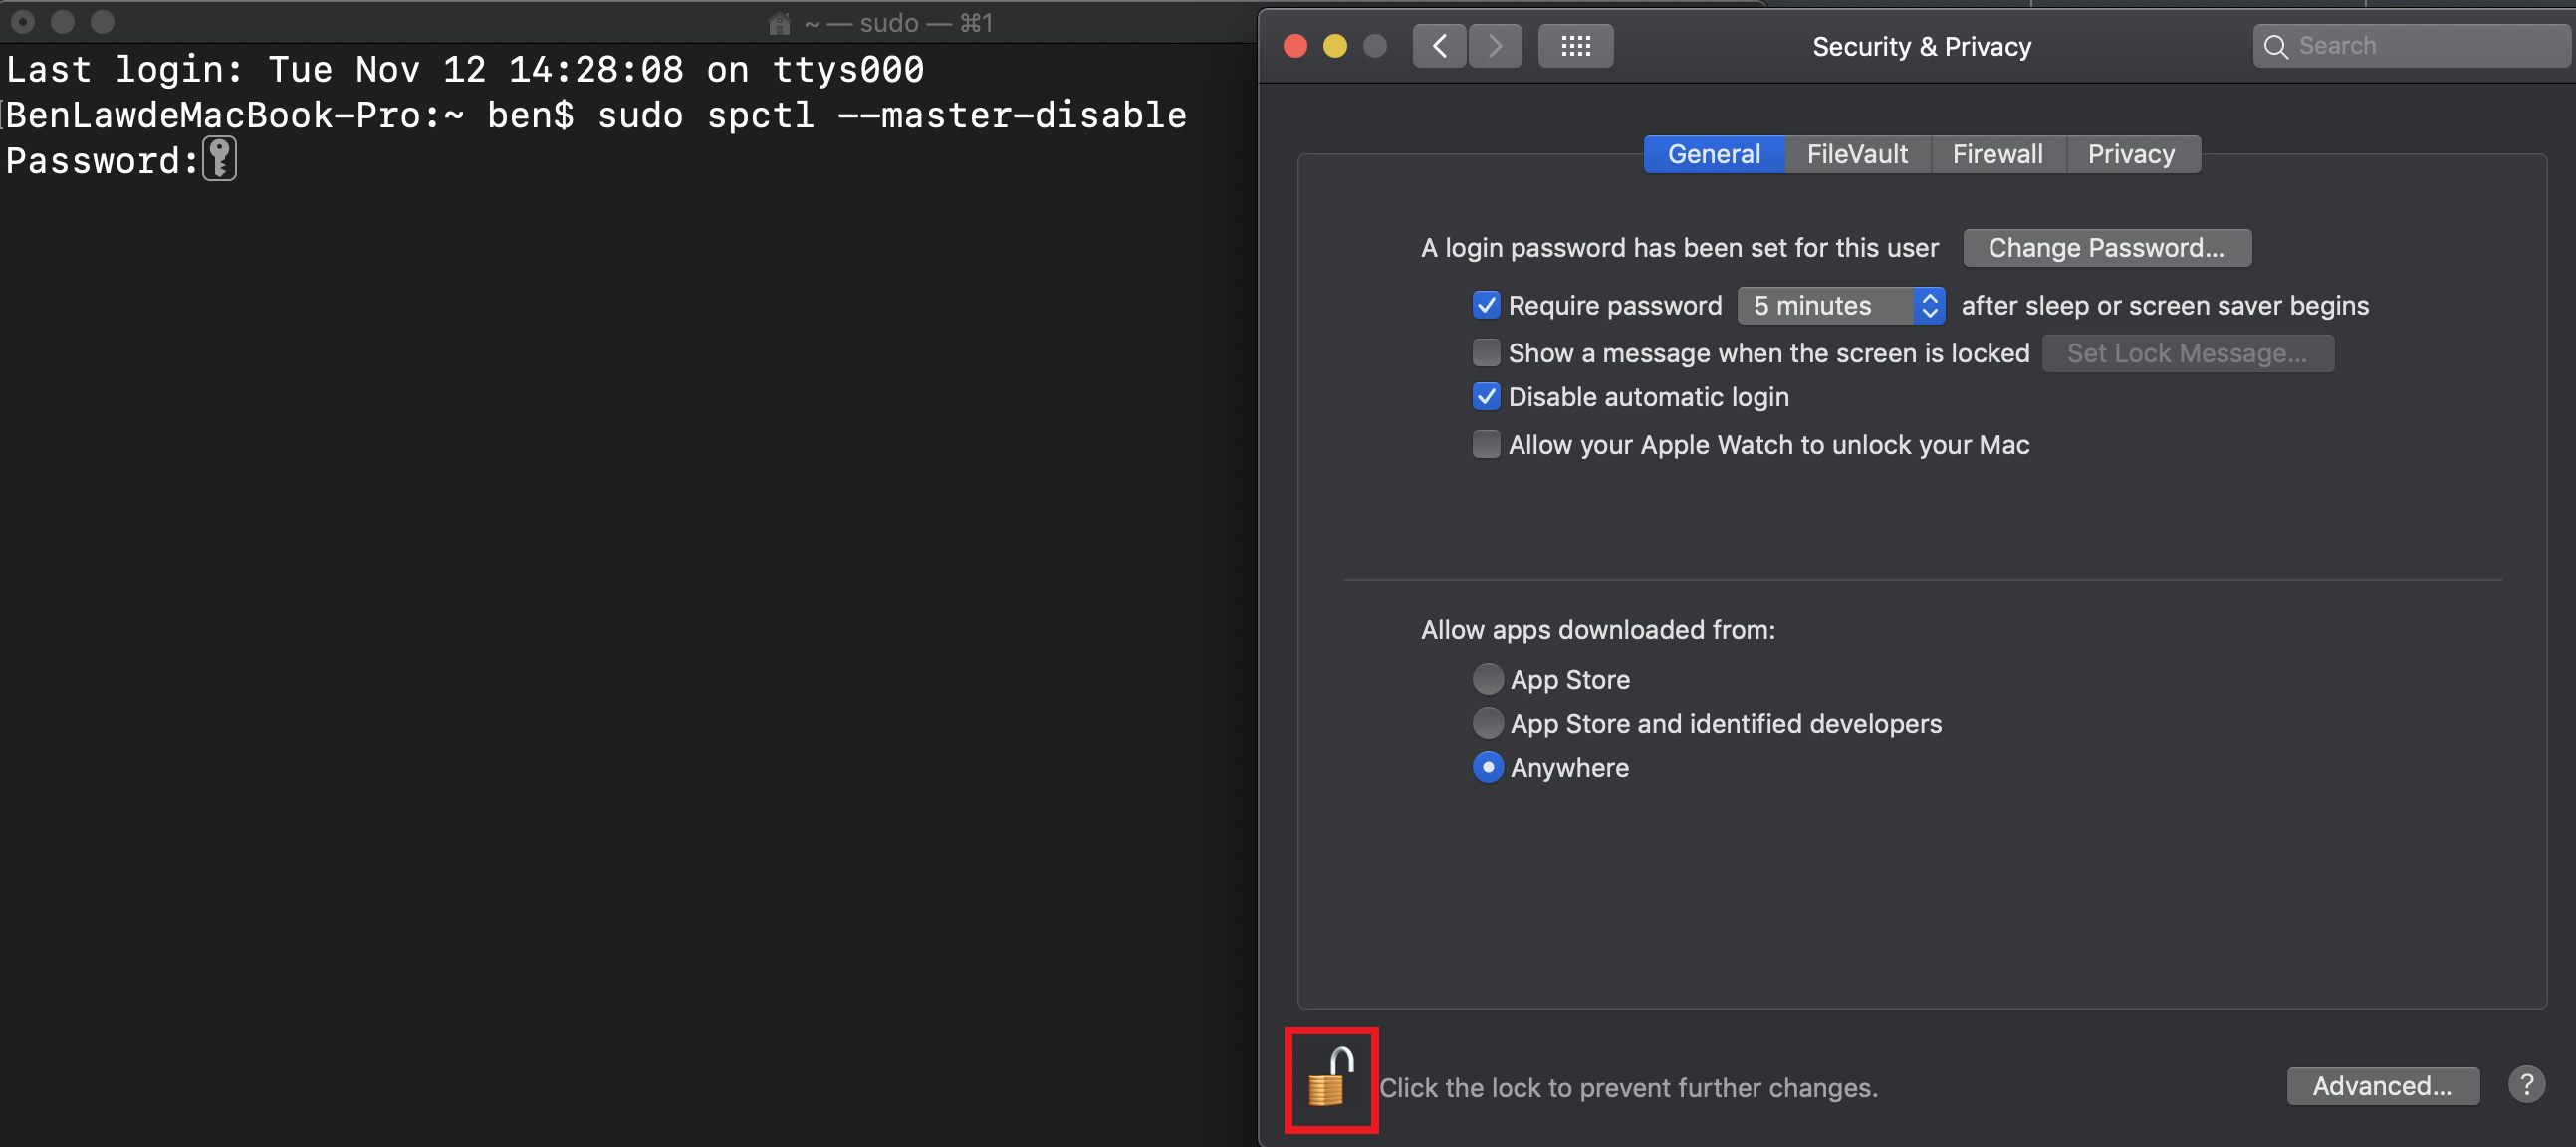 ~ — sudo — ⌘1
Last login: Tue Nov 12 14:28:08 on ttys000
BenLawdeMacBook-Pro:~ ben$ sudo spctl --master-disable
Password:
Security & Privacy
Search
General
FileVault
Firewall
Privacy
A login password has been set for this user
Change Password...
Require password
5 minutes
after sleep or screen saver begins
Show a message when the screen is locked
Set Lock Message...
Disable automatic login
Allow your Apple Watch to unlock your Mac
Allow apps downloaded from:
App Store
App Store and identified developers
Anywhere
Click the lock to prevent further changes.
Advanced...
?